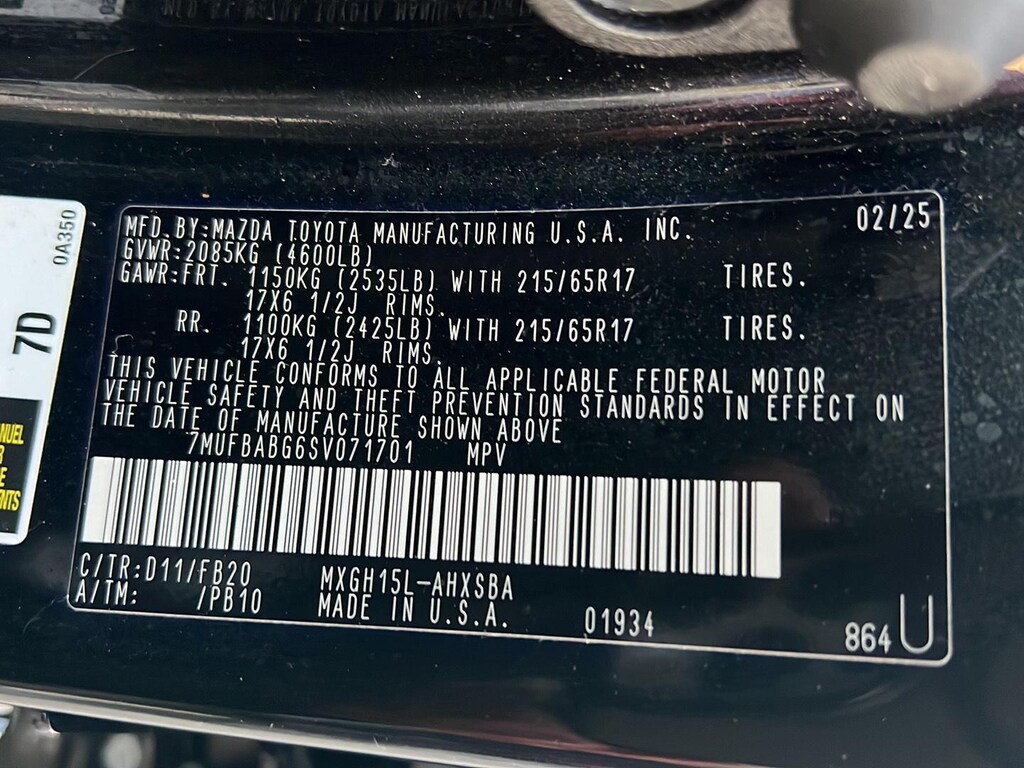 0A350
7D
NUEL
MFD.BY:MAZDA TOYOTA MANUFACTURING U.S.A. INC. 02/25
GVWR:2085KG (4600LB)
GAWR:FRT. 1150KG (2535LB) WITH 215/65R17 TIRES.
17X6 1/2J RIMS.
RR. 1100KG (2425LB) WITH 215/65R17 TIRES.
17X6 1/2J RIMS.
THIS VEHICLE CONFORMS TO ALL APPLICABLE FEDERAL MOTOR
VEHICLE SAFETY AND THEFT PREVENTION STANDARDS IN EFFECT ON
THE DATE OF MANUFACTURE SHOWN ABOVE
7MUFBABG6SV071701 MPV
C/TR:D11/FB20 MXGH15L-AHXSBA
A/TM: /PB10 MADE IN U.S.A. 01934 864 U